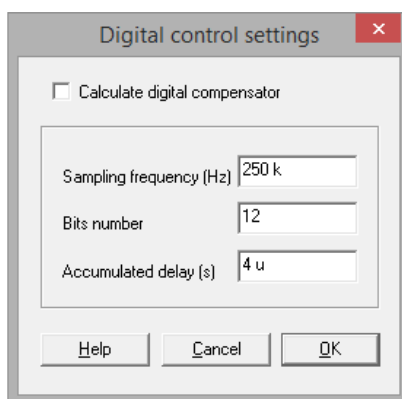 Digital control settings
Calculate digital compensator
Sampling frequency (Hz) 250 k
Bits number 12
Accumulated delay (s) 4 u
Help Cancel OK